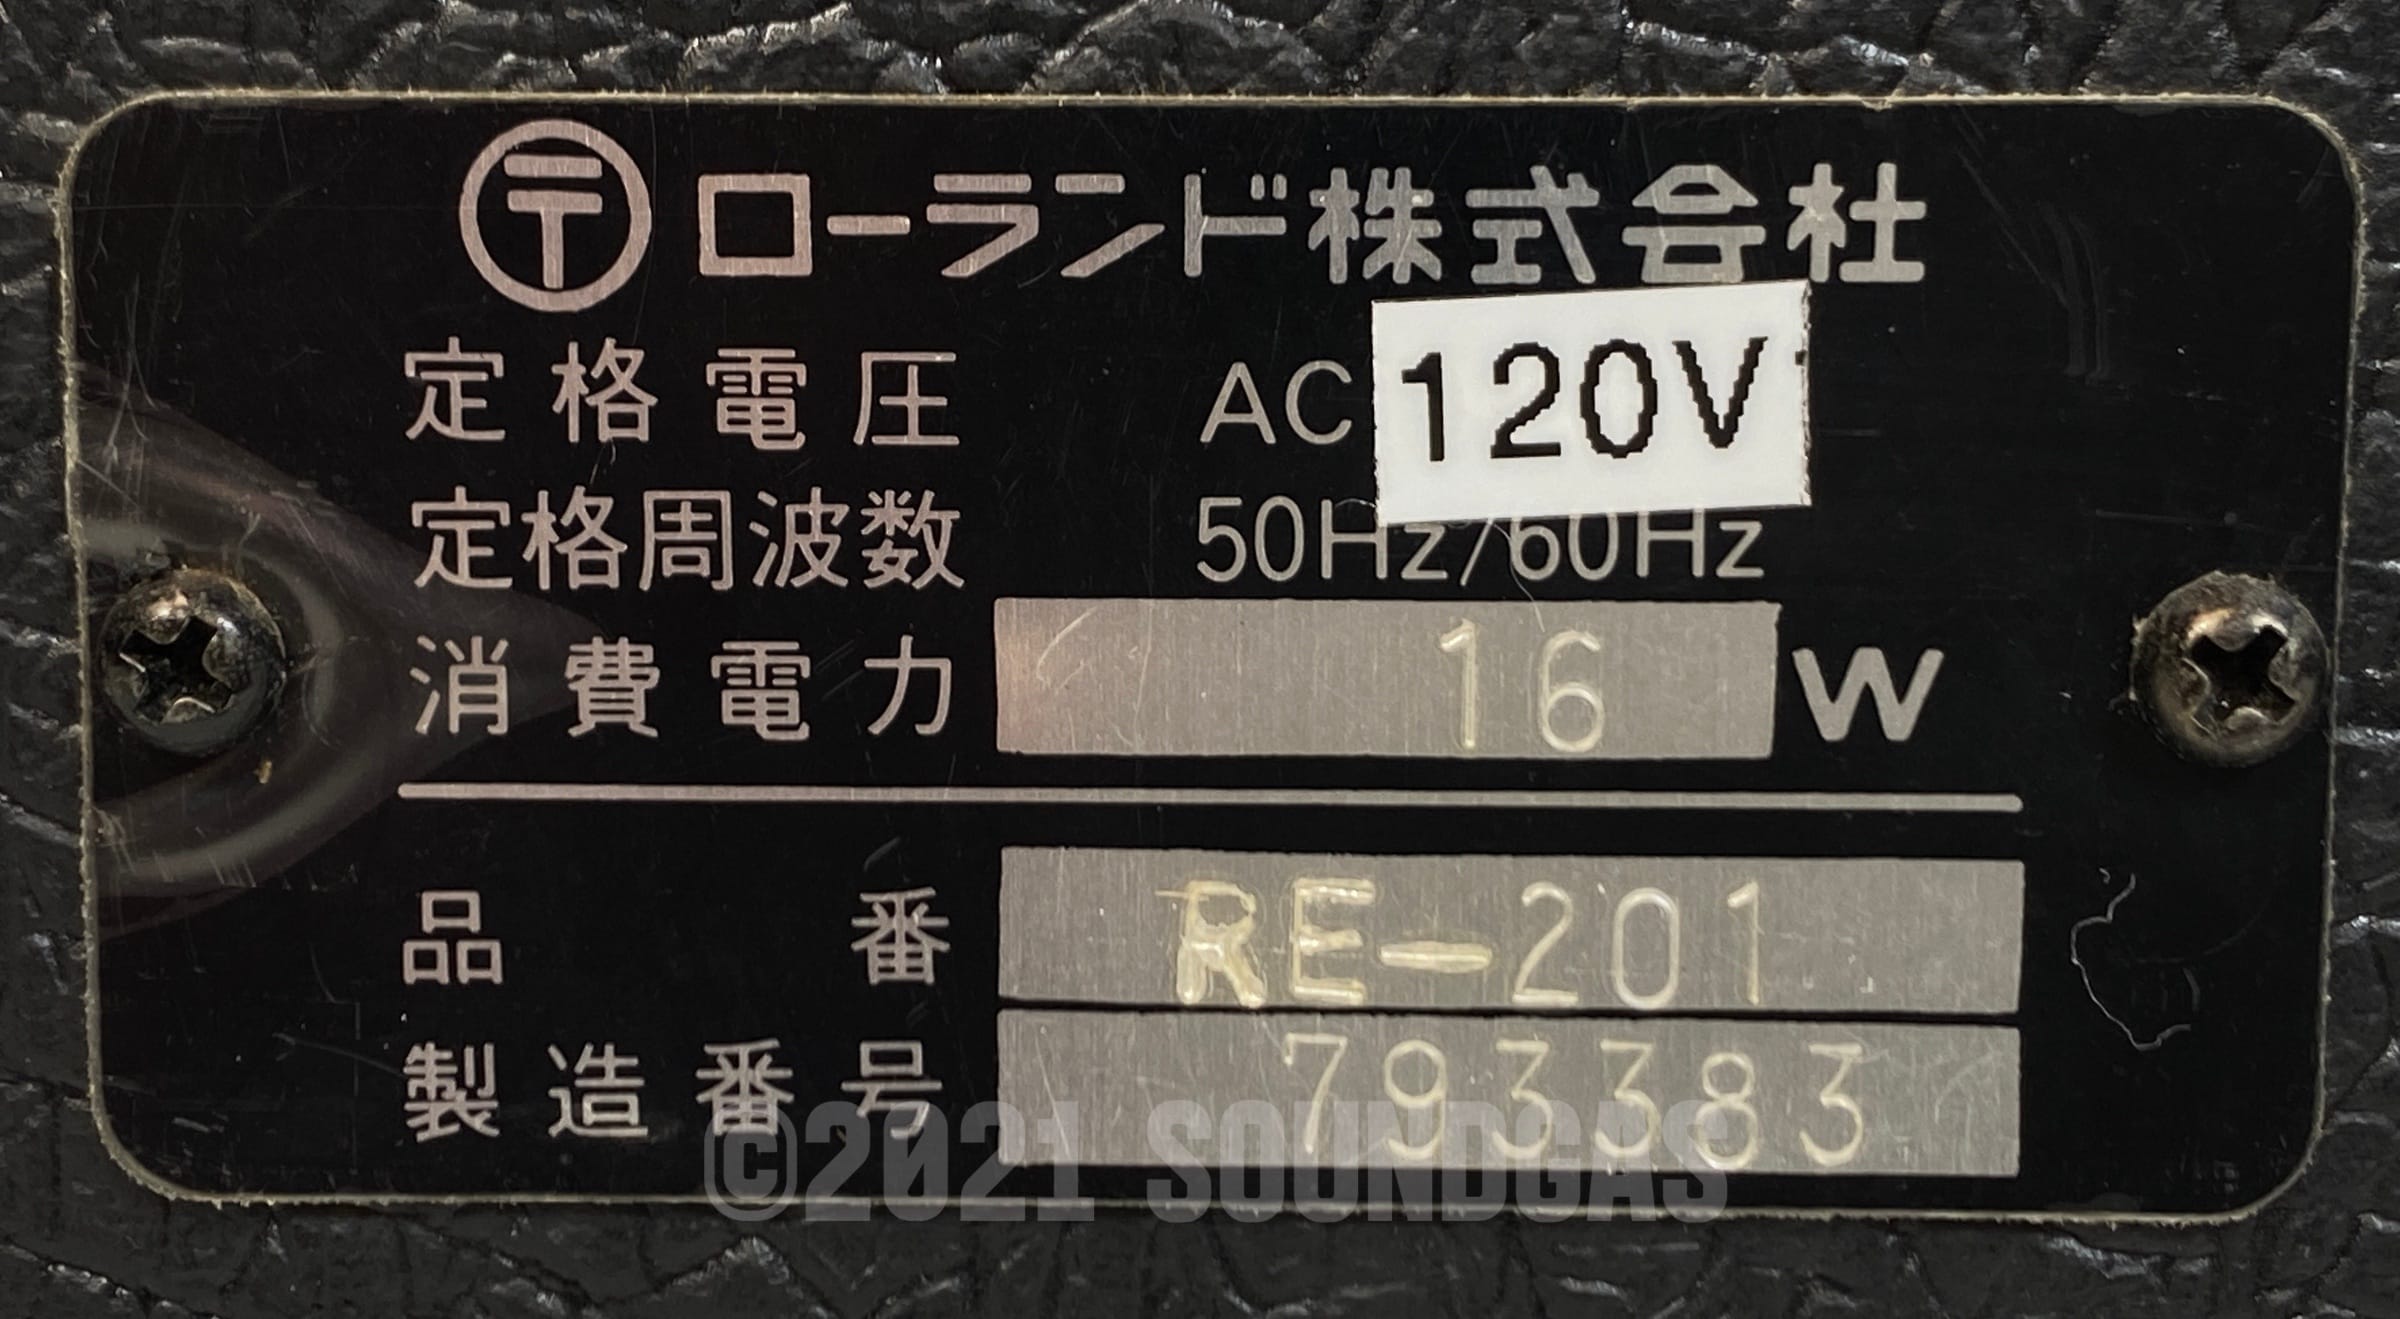 〒 ローランド株式会社
定格電圧 AC 120V
定格周波数 50Hz/60Hz
消費電力 16 W
品番 RE-201
製造番号 793383
©2021 SOUNDGAS